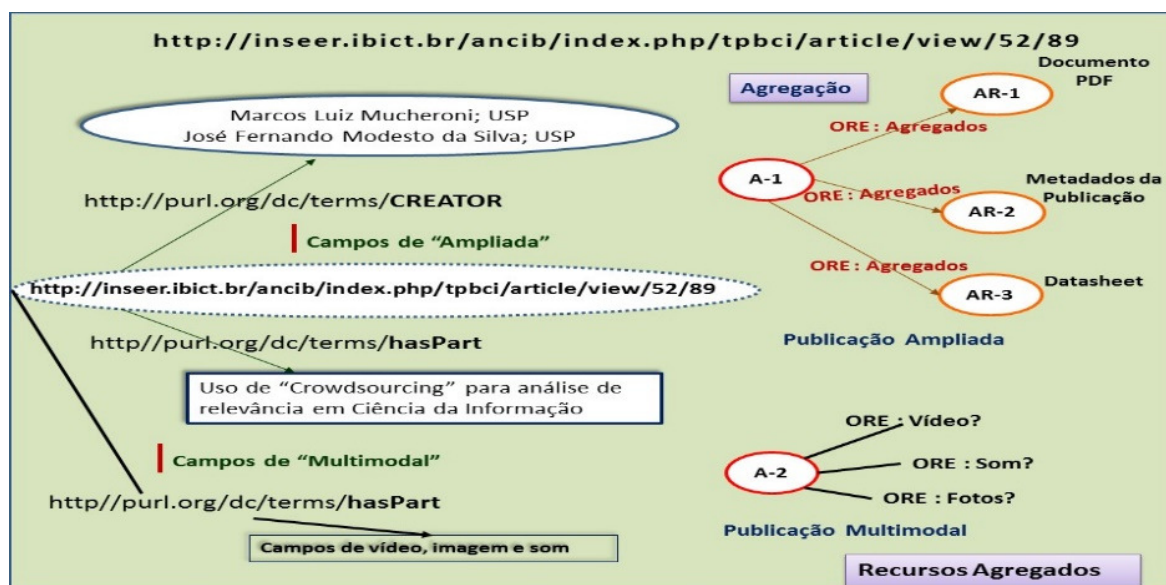 http://inseer.ibict.br/ancib/index.php/tpbci/article/view/52/89
Marcos Luiz Mucheroni; USP
José Fernando Modesto da Silva; USP
http://purl.org/dc/terms/CREATOR
Campos de “Ampliada”
http://inseer.ibict.br/ancib/index.php/tpbci/article/view/52/89
http//purl.org/dc/terms/hasPart
Uso de “Crowdsourcing” para análise de
relevância em Ciência da Informação
Campos de “Multimodal”
http//purl.org/dc/terms/hasPart
Campos de vídeo, imagem e som
Agregação
Documento
PDF
AR-1
ORE : Agregados
A-1
ORE : Agregados
Metadados da
Publicação
AR-2
ORE : Agregados
AR-3
Datasheet
Publicação Ampliada
ORE : Vídeo?
A-2
ORE : Som?
ORE : Fotos?
Publicação Multimodal
Recursos Agregados